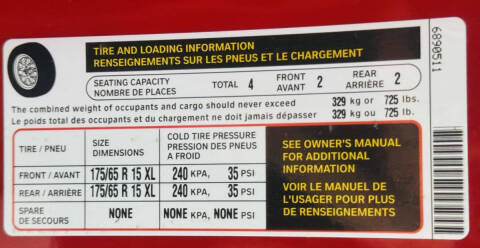 TIRE AND LOADING INFORMATION
RENSEIGNEMENTS SUR LES PNEUS ET LE CHARGEMENT
SEATING CAPACITY
NOMBRE DE PLACES
TOTAL 4
FRONT
AVANT 2
REAR
ARRIÈRE 2
The combined weight of occupants and cargo should never exceed 329 kg or 725 lbs.
Le poids total des occupants et du chargement ne doit jamais dépasser 329 kg ou 725 lb.
TIRE / PNEU
SIZE
DIMENSIONS
COLD TIRE PRESSURE
PRESSION DES PNEUS
A FROID
FRONT / AVANT 175/65 R 15 XL 240 KPA, 35 PSI
REAR / ARRIÈRE 175/65 R 15 XL 240 KPA, 35 PSI
SPARE
DE SECOURS
NONE NONE KPA, NONE PSI
SEE OWNER'S MANUAL
FOR ADDITIONAL
INFORMATION
VOIR LE MANUEL DE
L'USAGER POUR PLUS
DE RENSEIGNEMENTS
6890511